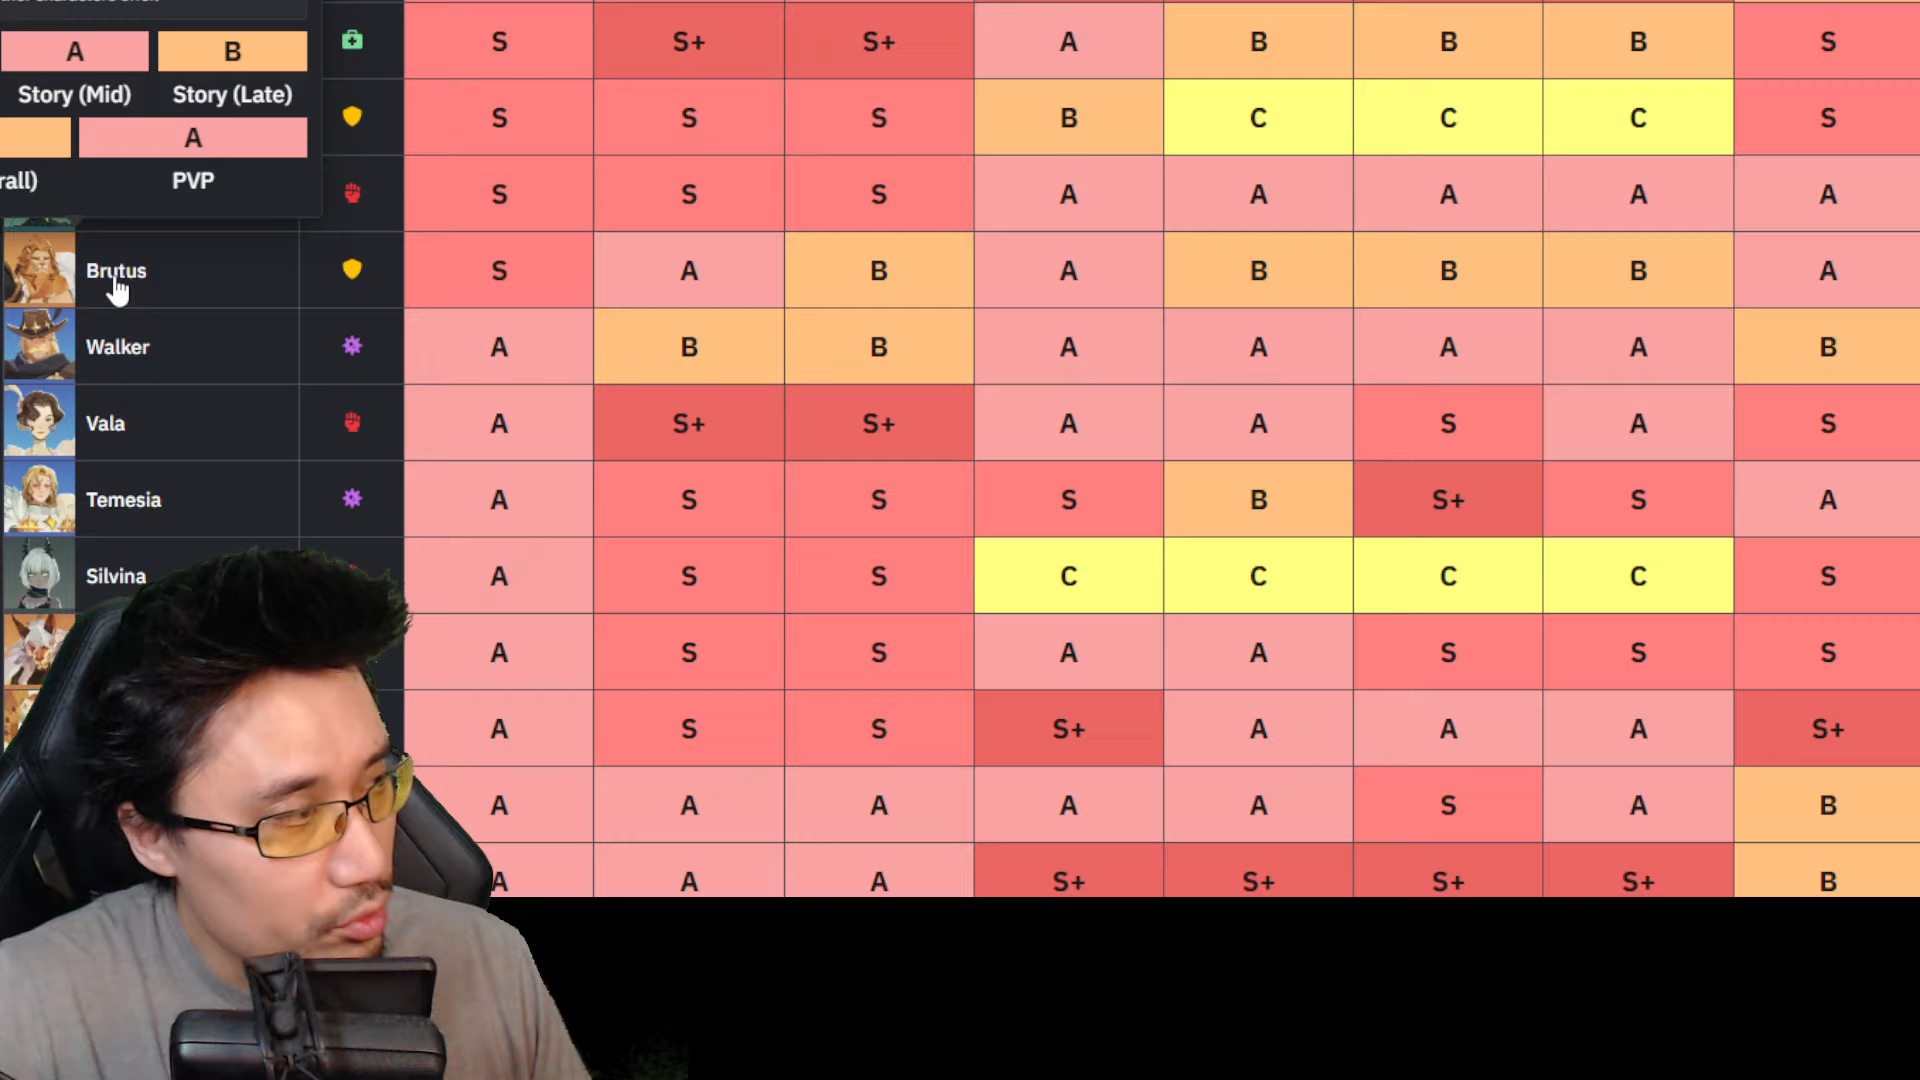 A B
Story (Mid) Story (Late)
A
rall) PVP
S S+ S+ A B B B S
S S S B C C C S
S S S A A A A A
Brutus S A B A B B B A
Walker A B B A A A A B
Vala A S+ S+ A A S A S
Temesia A S S S B S+ S A
Silvina A S S C C C C S
A S S A A S S S
A S S S+ A A A S+
A A A A A S A B
A A A S+ S+ S+ S+ B